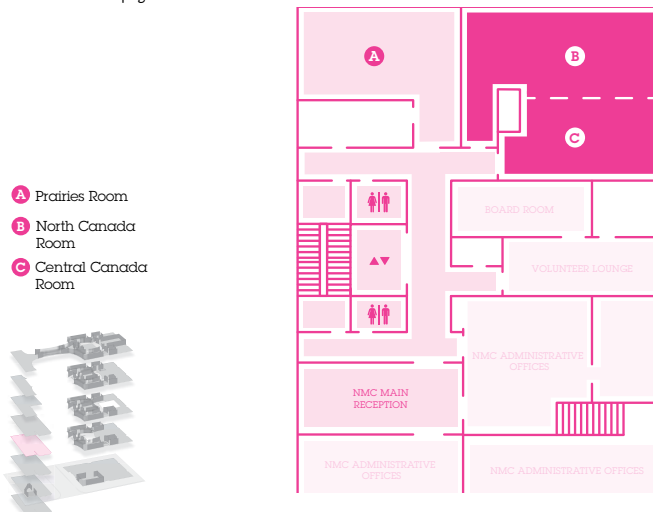 A Prairies Room
B North Canada
Room
C Central Canada
Room
A
B
C
BOARD ROOM
VOLUNTEER LOUNGE
NMC ADMINISTRATIVE
OFFICES
NMC MAIN
RECEPTION
NMC ADMINISTRATIVE
OFFICES
NMC ADMINISTRATIVE OFFICES